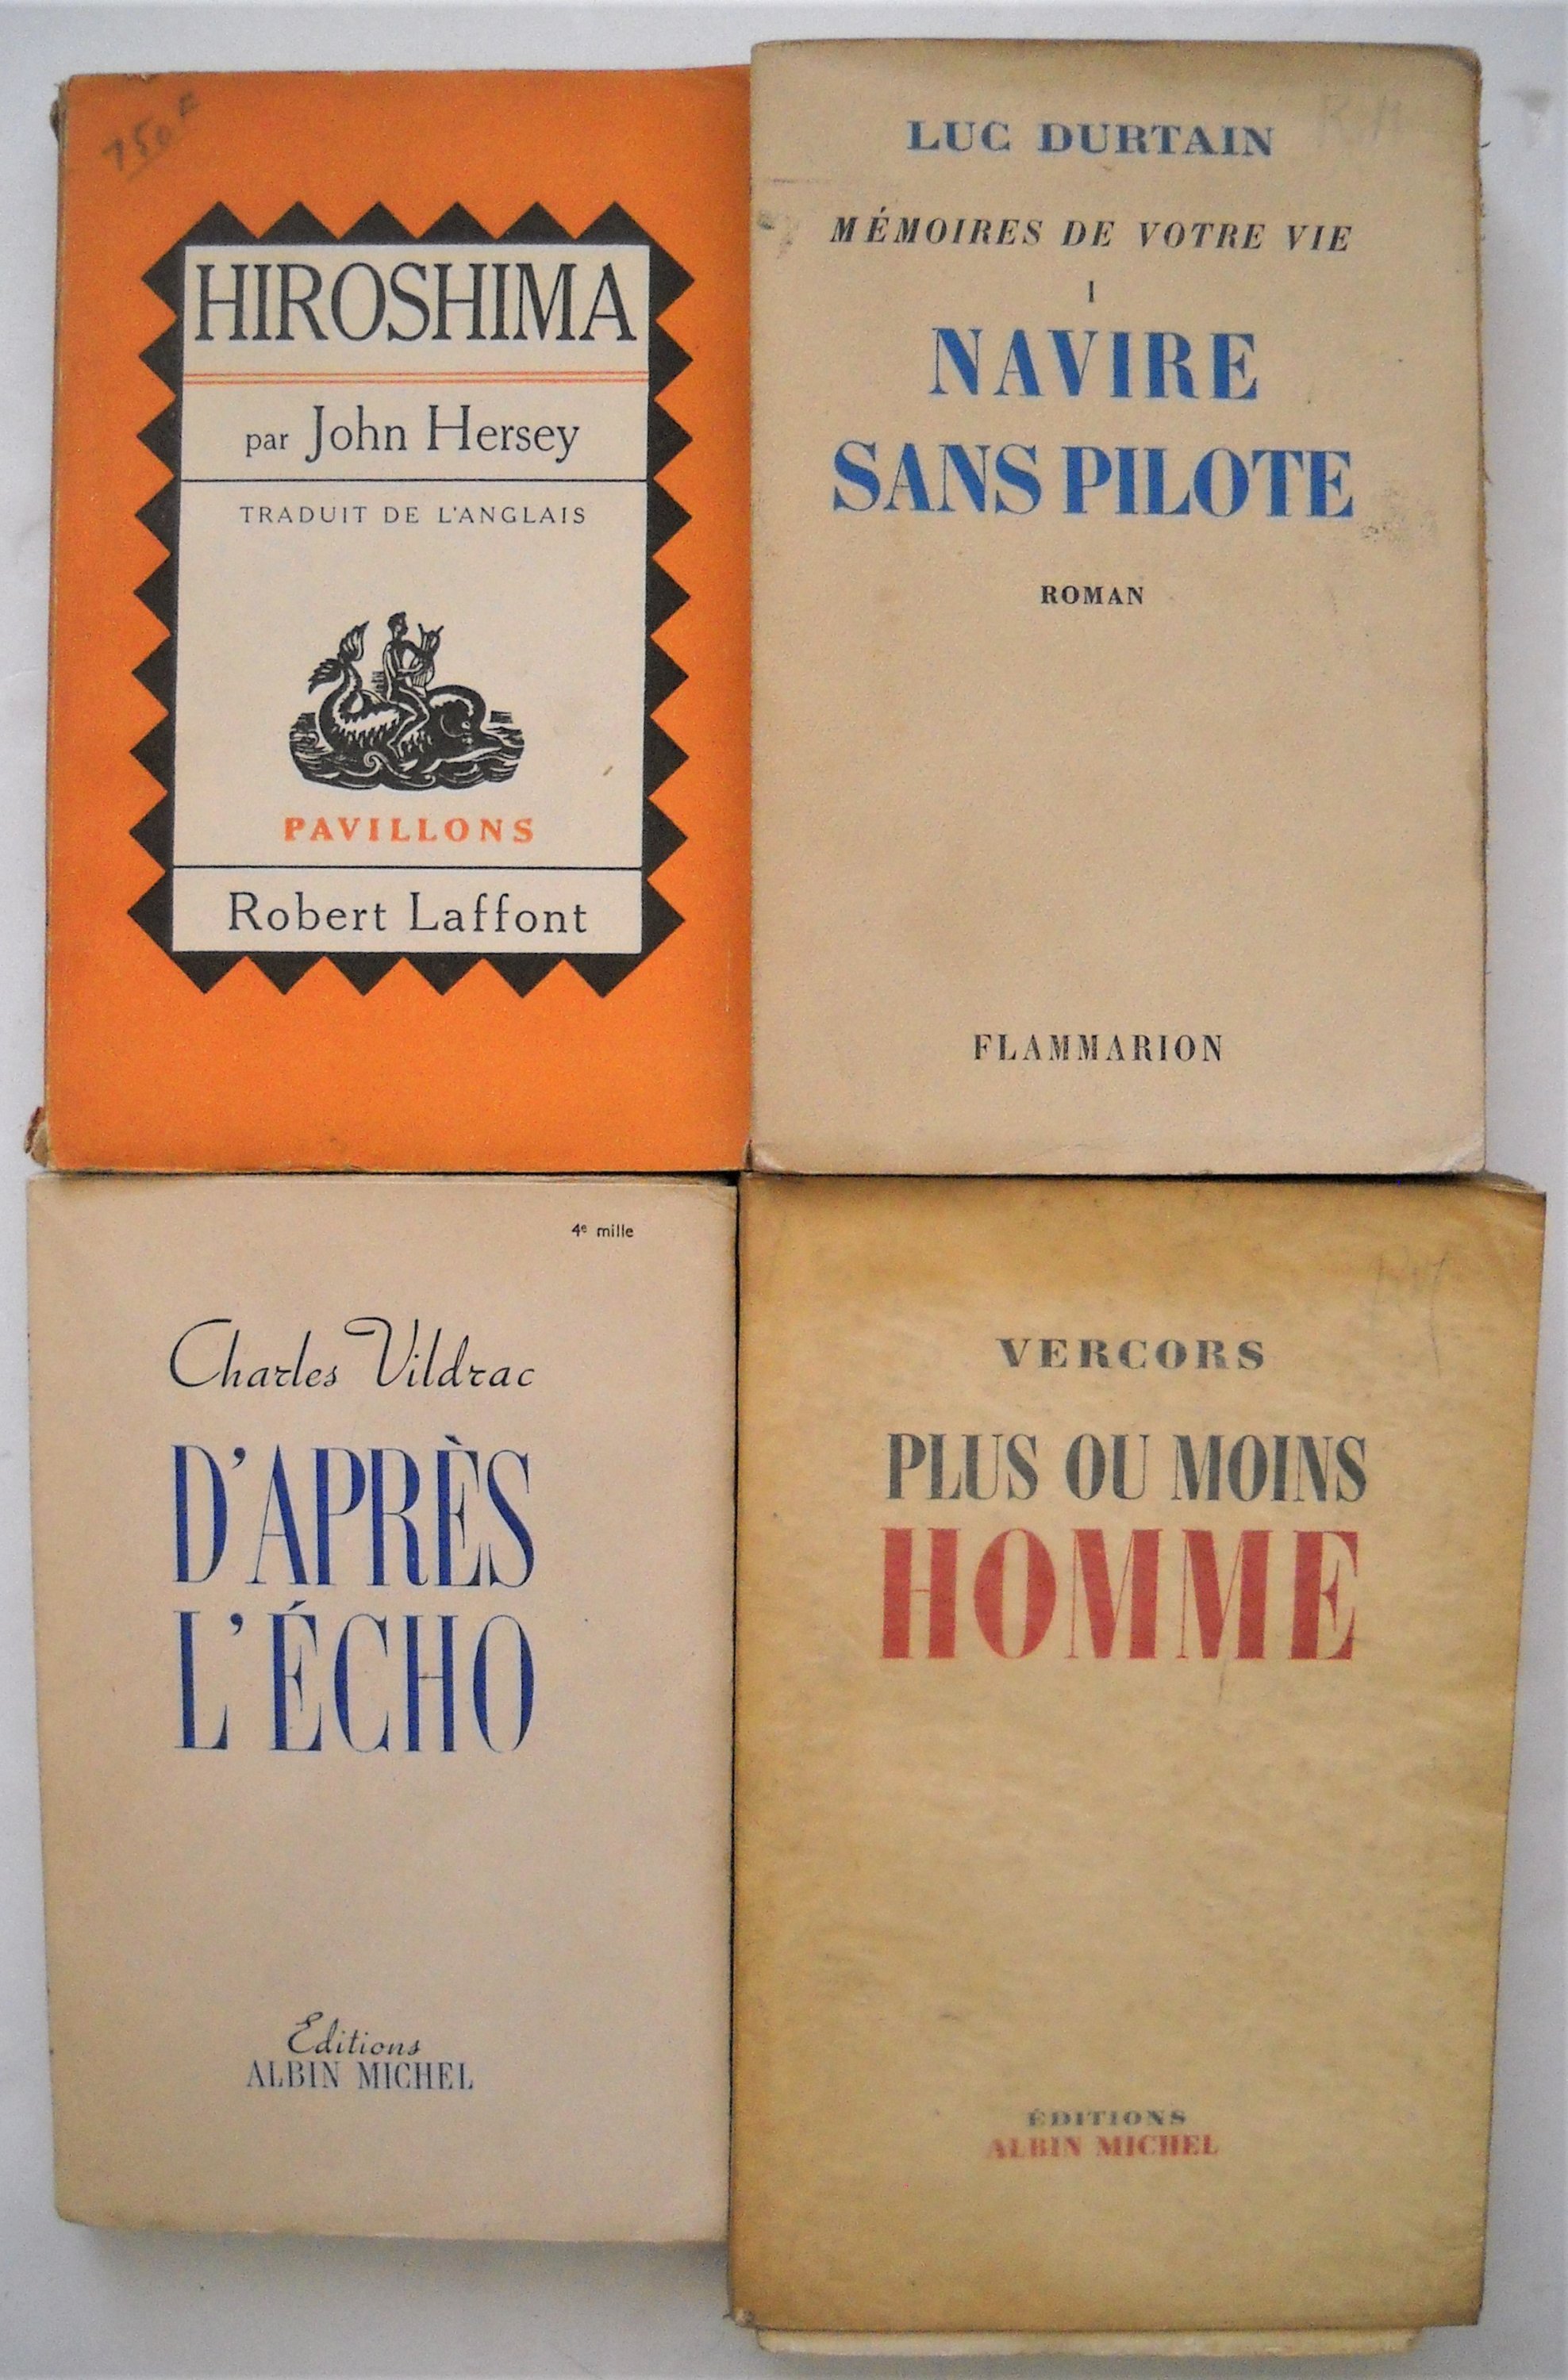 150F
HIROSHIMA
par John Hersey
TRADUIT DE L'ANGLAIS
PAVILLONS
Robert Laffont
LUC DURTAIN
MÉMOIRES DE VOTRE VIE
I
NAVIRE
SANS PILOTE
ROMAN
FLAMMARION
4e mille
Charles Vildrac
D'APRÈS
L'ÉCHO
Editions
ALBIN MICHEL
VERCORS
PLUS OU MOINS
HOMME
ÉDITIONS
ALBIN MICHEL